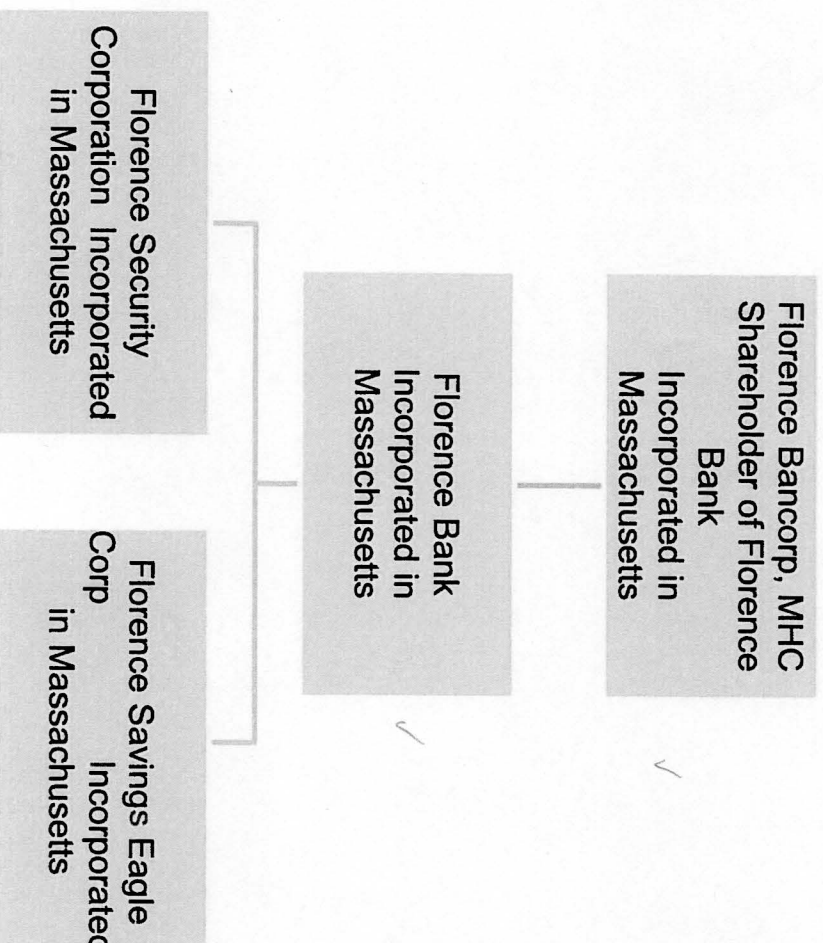 Florence Bancorp, MHC
Shareholder of Florence
Bank
Incorporated in
Massachusetts
Florence Bank
Incorporated in
Massachusetts
Florence Security
Corporation Incorporated
in Massachusetts
Florence Savings Eagle
Corp Incorporated
in Massachusetts